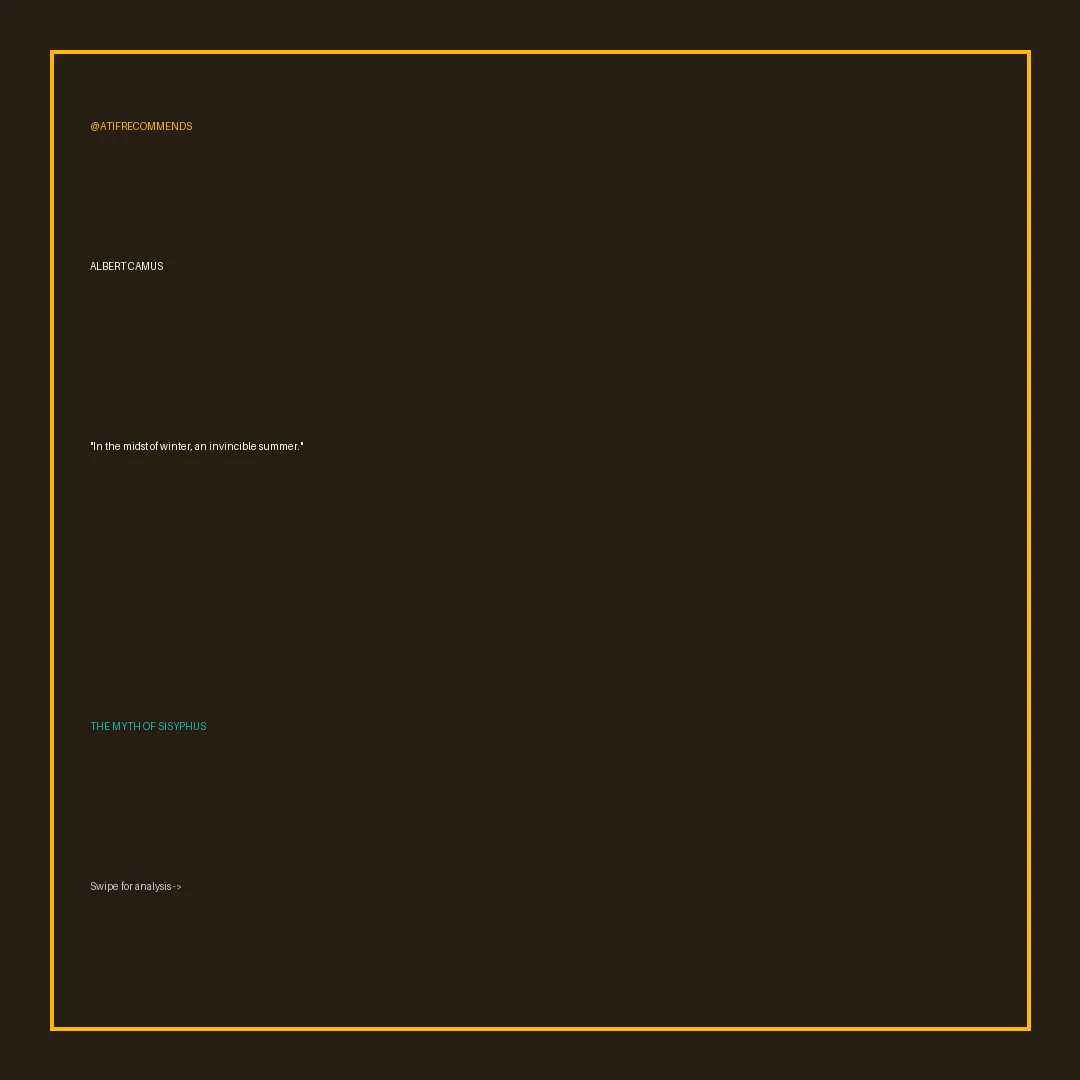 @ATIFRECOMMENDS
ALBERT CAMUS
"In the midst of winter, an invincible summer."
THE MYTH OF SISYPHUS
Swipe for analysis ->